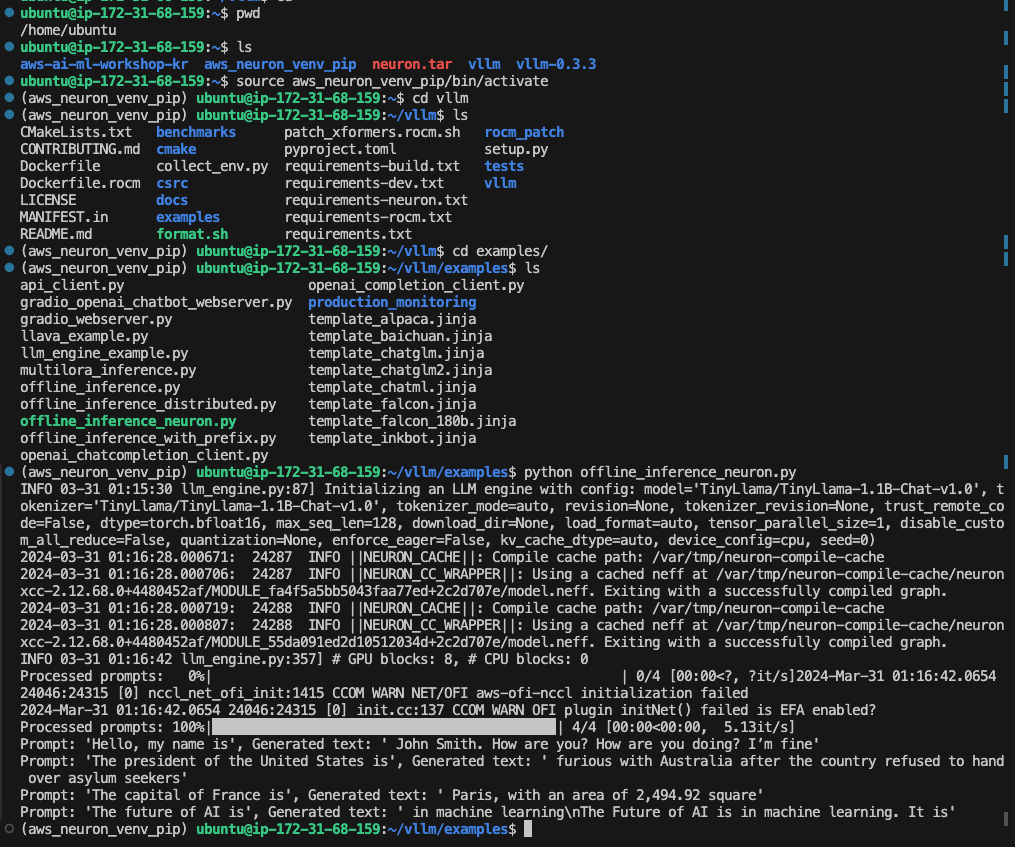 ubuntu@ip-172-31-68-159:~$ pwd
/home/ubuntu
ubuntu@ip-172-31-68-159:~$ ls
aws-ai-ml-workshop-kr  aws_neuron_venv_pip  neuron.tar  vllm  vllm-0.3.3
ubuntu@ip-172-31-68-159:~$ source aws_neuron_venv_pip/bin/activate
(aws_neuron_venv_pip) ubuntu@ip-172-31-68-159:~$ cd vllm
(aws_neuron_venv_pip) ubuntu@ip-172-31-68-159:~/vllm$ ls
CMakeLists.txt   benchmarks      patch_xformers.rocm.sh  rocm_patch
CONTRIBUTING.md  cmake           pyproject.toml          setup.py
Dockerfile       collect_env.py  requirements-build.txt  tests
Dockerfile.rocm  csrc            requirements-dev.txt    vllm
LICENSE          docs            requirements-neuron.txt
MANIFEST.in      examples        requirements-rocm.txt
README.md        format.sh       requirements.txt
(aws_neuron_venv_pip) ubuntu@ip-172-31-68-159:~/vllm$ cd examples/
(aws_neuron_venv_pip) ubuntu@ip-172-31-68-159:~/vllm/examples$ ls
api_client.py                       openai_completion_client.py
gradio_openai_chatbot_webserver.py  production_monitoring
gradio_webserver.py                 template_alpaca.jinja
llava_example.py                    template_baichuan.jinja
llm_engine_example.py               template_chatglm.jinja
multilora_inference.py              template_chatglm2.jinja
offline_inference.py                template_chatml.jinja
offline_inference_distributed.py    template_falcon.jinja
offline_inference_neuron.py         template_falcon_180b.jinja
offline_inference_with_prefix.py    template_inkbot.jinja
openai_chatcompletion_client.py
(aws_neuron_venv_pip) ubuntu@ip-172-31-68-159:~/vllm/examples$ python offline_inference_neuron.py
INFO 03-31 01:15:30 llm_engine.py:87] Initializing an LLM engine with config: model='TinyLlama/TinyLlama-1.1B-Chat-v1.0', t
okenizer='TinyLlama/TinyLlama-1.1B-Chat-v1.0', tokenizer_mode=auto, revision=None, tokenizer_revision=None, trust_remote_co
de=False, dtype=torch.bfloat16, max_seq_len=128, download_dir=None, load_format=auto, tensor_parallel_size=1, disable_custo
m_all_reduce=False, quantization=None, enforce_eager=False, kv_cache_dtype=auto, device_config=cpu, seed=0)
2024-03-31 01:16:28.000671:  24287  INFO ||NEURON_CACHE||: Compile cache path: /var/tmp/neuron-compile-cache
2024-03-31 01:16:28.000706:  24287  INFO ||NEURON_CC_WRAPPER||: Using a cached neff at /var/tmp/neuron-compile-cache/neuron
xcc-2.12.68.0+4480452af/MODULE_fa4f5a5bb5043faa77ed+2c2d707e/model.neff. Exiting with a successfully compiled graph.
2024-03-31 01:16:28.000719:  24288  INFO ||NEURON_CACHE||: Compile cache path: /var/tmp/neuron-compile-cache
2024-03-31 01:16:28.000807:  24288  INFO ||NEURON_CC_WRAPPER||: Using a cached neff at /var/tmp/neuron-compile-cache/neuron
xcc-2.12.68.0+4480452af/MODULE_55da091ed2d10512034d+2c2d707e/model.neff. Exiting with a successfully compiled graph.
INFO 03-31 01:16:42 llm_engine.py:357] # GPU blocks: 8, # CPU blocks: 0
Processed prompts:   0%|                                                  | 0/4 [00:00<?, ?it/s]2024-Mar-31 01:16:42.0654
24046:24315 [0] nccl_net_ofi_init:1415 CCOM WARN NET/OFI aws-ofi-nccl initialization failed
2024-Mar-31 01:16:42.0654 24046:24315 [0] init.cc:137 CCOM WARN OFI plugin initNet() failed is EFA enabled?
Processed prompts: 100%|                                          | 4/4 [00:00<00:00,  5.13it/s]
Prompt: 'Hello, my name is', Generated text: ' John Smith. How are you? How are you doing? I’m fine'
Prompt: 'The president of the United States is', Generated text: ' furious with Australia after the country refused to hand
 over asylum seekers'
Prompt: 'The capital of France is', Generated text: ' Paris, with an area of 2,494.92 square'
Prompt: 'The future of AI is', Generated text: ' in machine learning\nThe Future of AI is in machine learning. It is'
(aws_neuron_venv_pip) ubuntu@ip-172-31-68-159:~/vllm/examples$